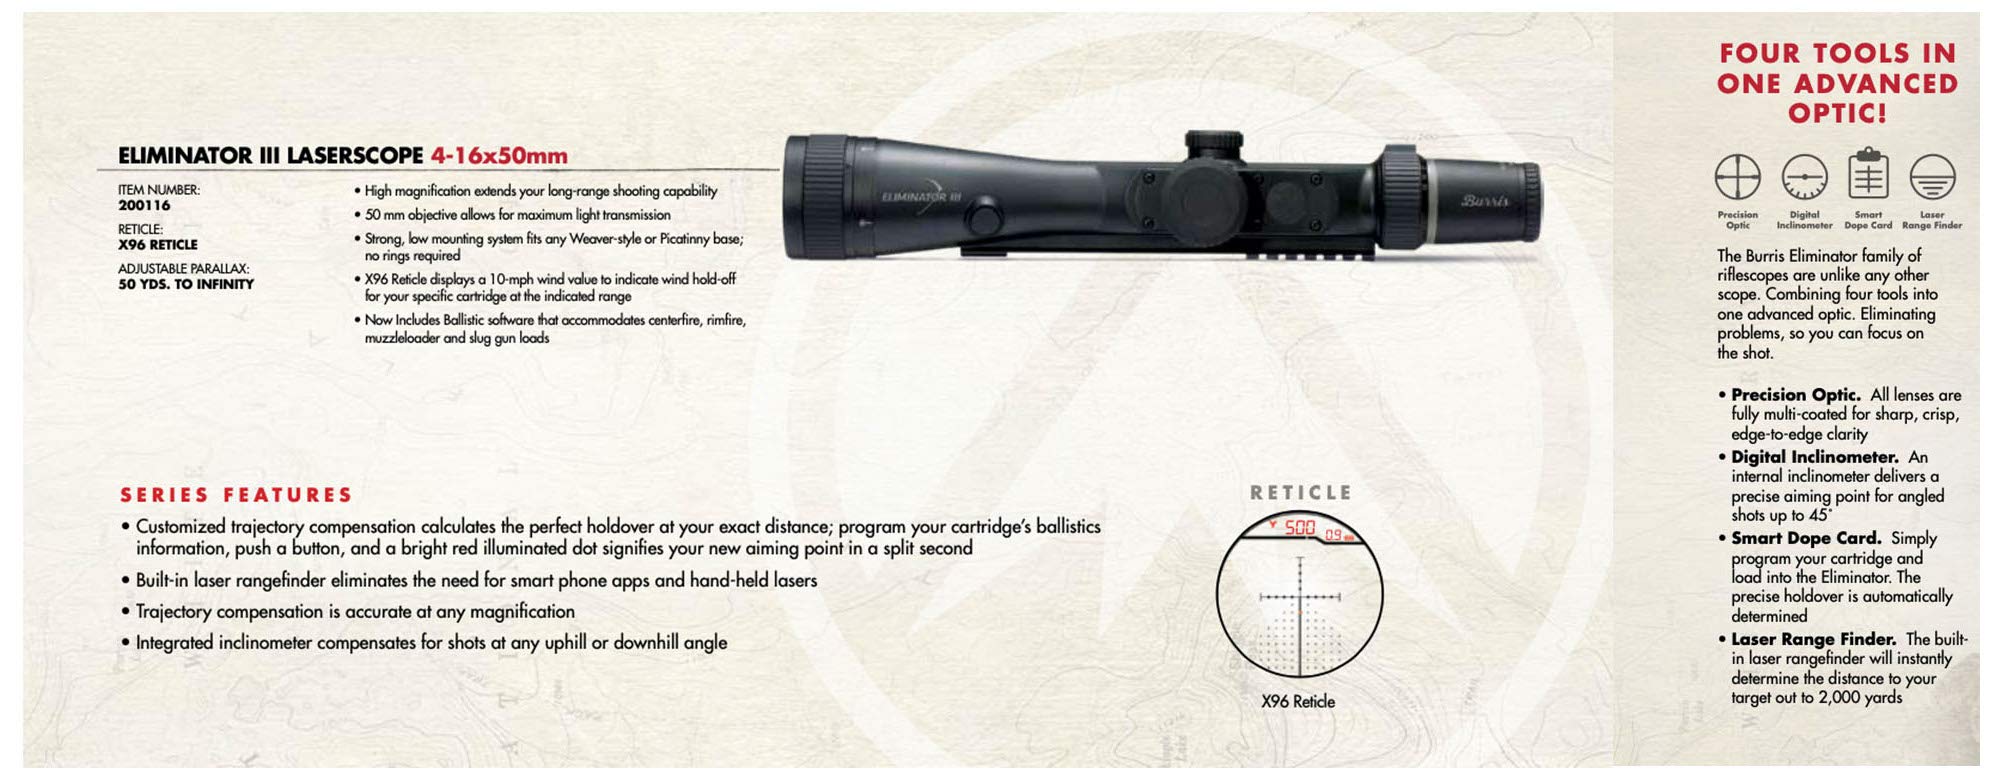 ELIMINATOR III LASERSCOPE 4-16x50mm
ITEM NUMBER:
200116
RETICLE:
X96 RETICLE
ADJUSTABLE PARALLAX:
50 YDS. TO INFINITY
• High magnification extends your long-range shooting capability
• 50 mm objective allows for maximum light transmission
• Strong, low mounting system fits any Weaver-style or Picatinny base;
no rings required
• X96 Reticle displays a 10-mph wind value to indicate wind hold-off
for your specific cartridge at the indicated range
• Now Includes Ballistic software that accommodates centerfire, rimfire,
muzzleloader and slug gun loads
ELIMINATOR III
Burris
SERIES FEATURES
• Customized trajectory compensation calculates the perfect holdover at your exact distance; program your cartridge's ballistics
information, push a button, and a bright red illuminated dot signifies your new aiming point in a split second
• Built-in laser rangefinder eliminates the need for smart phone apps and hand-held lasers
• Trajectory compensation is accurate at any magnification
• Integrated inclinometer compensates for shots at any uphill or downhill angle
RETICLE
500 0.9
X96 Reticle
FOUR TOOLS IN
ONE ADVANCED
OPTIC!
Precision
Optic
Digital
Inclinometer
Smart
Dope Card
Laser
Range Finder
The Burris Eliminator family of
riflescopes are unlike any other
scope. Combining four tools into
one advanced optic. Eliminating
problems, so you can focus on
the shot.
• Precision Optic. All lenses are
fully multi-coated for sharp, crisp,
edge-to-edge clarity
• Digital Inclinometer. An
internal inclinometer delivers a
precise aiming point for angled
shots up to 45˚
• Smart Dope Card. Simply
program your cartridge and
load into the Eliminator. The
precise holdover is automatically
determined
• Laser Range Finder. The built-
in laser rangefinder will instantly
determine the distance to your
target out to 2,000 yards